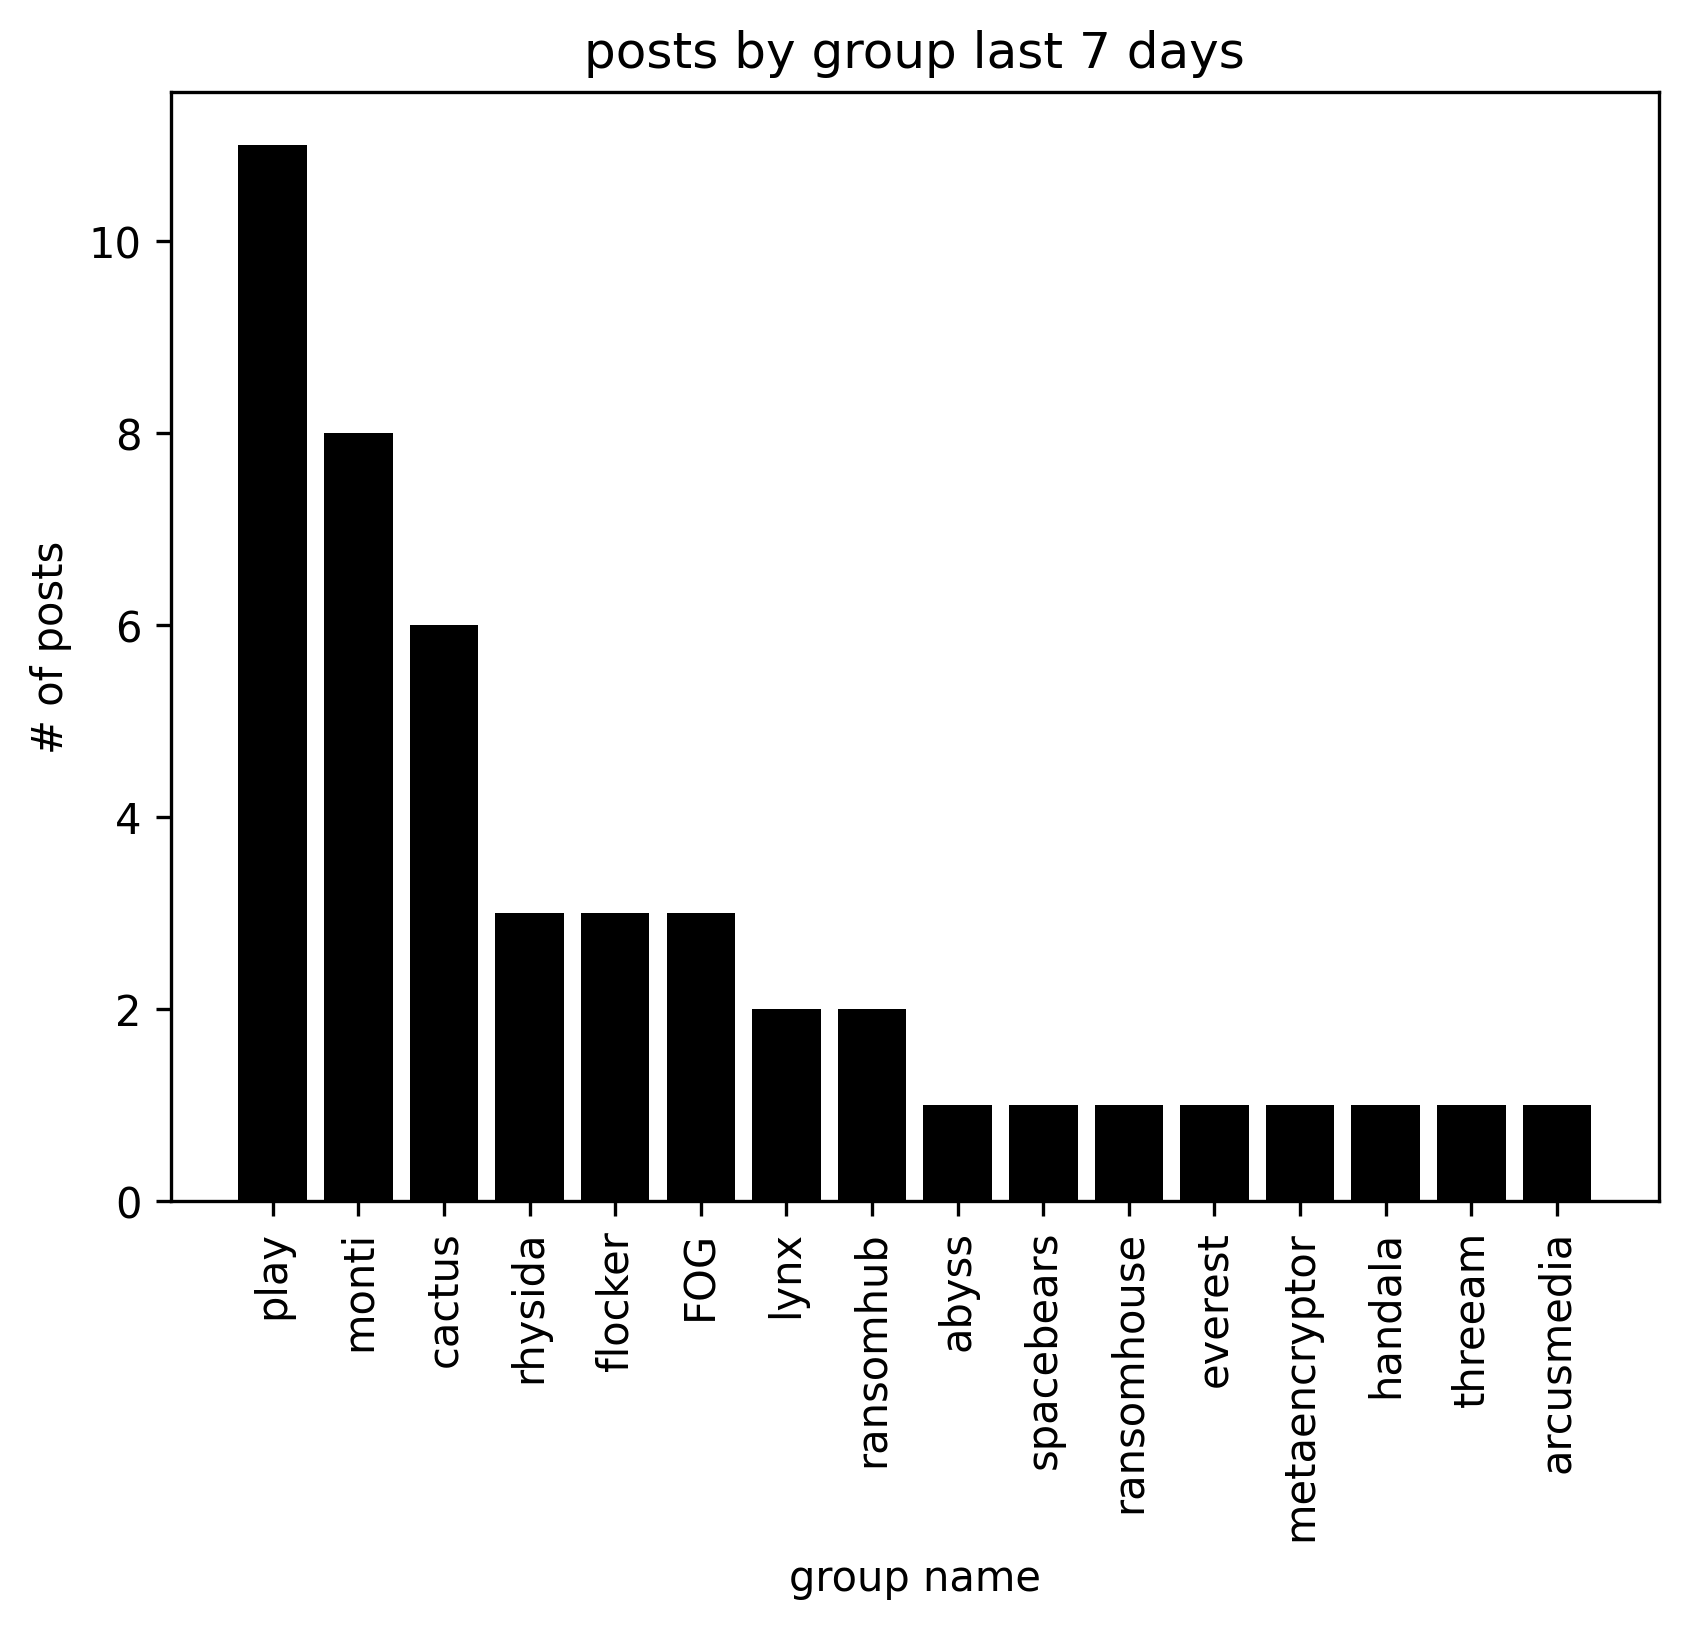 posts by group last 7 days
# of posts
10
8
6
4
2
0
play
monti
cactus
rhysida
flocker
FOG
lynx
ransomhub
abyss
spacebears
ransomhouse
everest
metaencryptor
handala
threeam
arcusmedia
group name